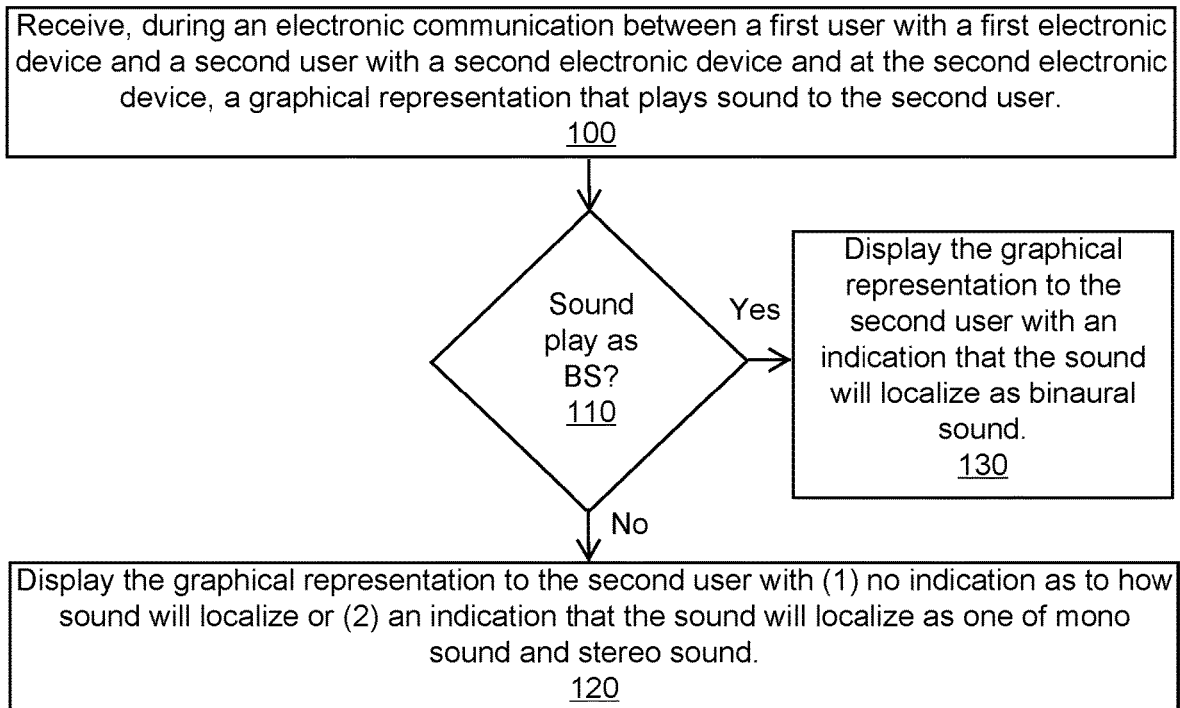 Receive, during an electronic communication between a first user with a first electronic
device and a second user with a second electronic device and at the second electronic
device, a graphical representation that plays sound to the second user.
100
Sound
play as
BS?
110
Yes
Display the graphical
representation to the
second user with an
indication that the sound
will localize as binaural
sound.
130
No
Display the graphical representation to the second user with (1) no indication as to how
sound will localize or (2) an indication that the sound will localize as one of mono
sound and stereo sound.
120